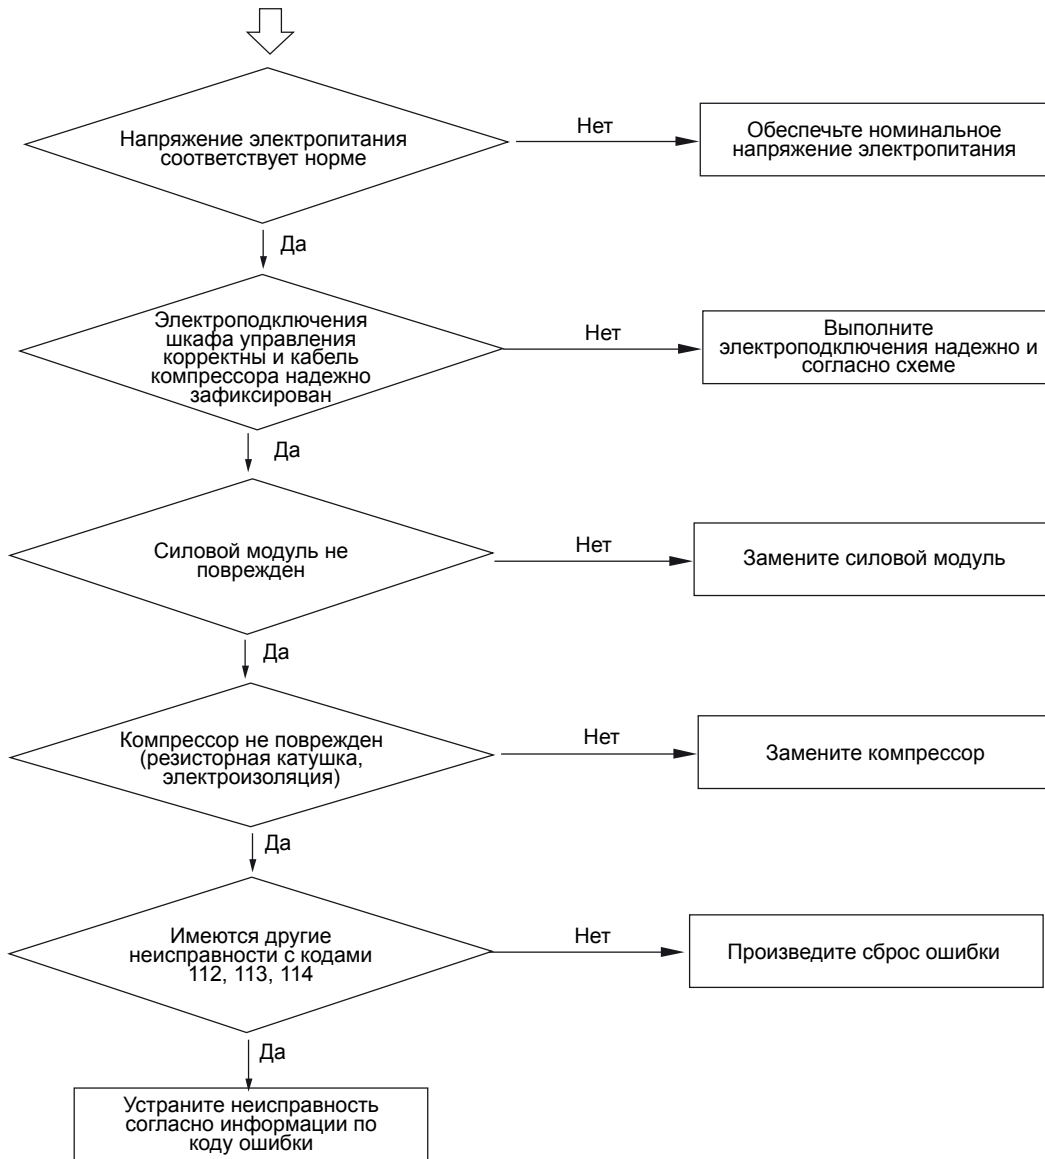 Напряжение электропитания
соответствует норме
Нет
Обеспечьте номинальное
напряжение электропитания
Да
Электроподключения
шкафа управления
корректны и кабель
компрессора надежно
зафиксирован
Нет
Выполните
электроподключения надежно и
согласно схеме
Да
Силовой модуль не
поврежден
Нет
Замените силовой модуль
Да
Компрессор не поврежден
(резисторная катушка,
электроизоляция)
Нет
Замените компрессор
Да
Имеются другие
неисправности с кодами
112, 113, 114
Нет
Произведите сброс ошибки
Да
Устраните неисправность
согласно информации по
коду ошибки